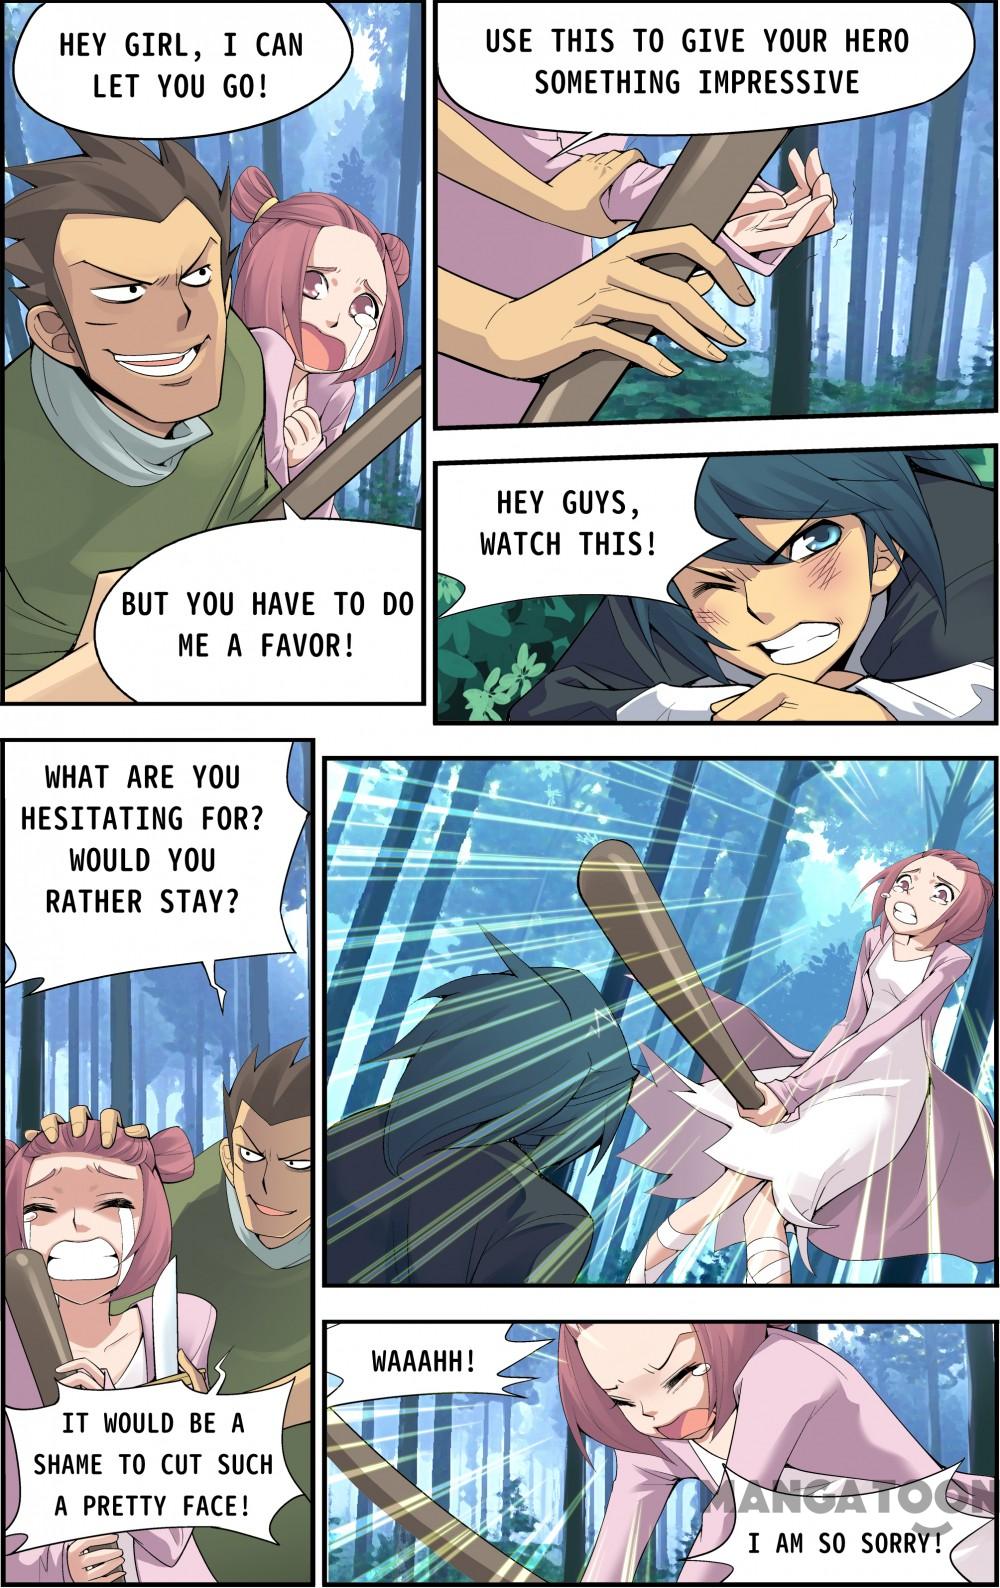 HEY GIRL, I CAN
LET YOU GO!
BUT YOU HAVE TO DO
ME A FAVOR!
USE THIS TO GIVE YOUR HERO
SOMETHING IMPRESSIVE
HEY GUYS,
WATCH THIS!
WHAT ARE YOU
HESITATING FOR?
WOULD YOU
RATHER STAY?
IT WOULD BE A
SHAME TO CUT SUCH
A PRETTY FACE!
WAAAHH!
I AM SO SORRY!
MANGATOON